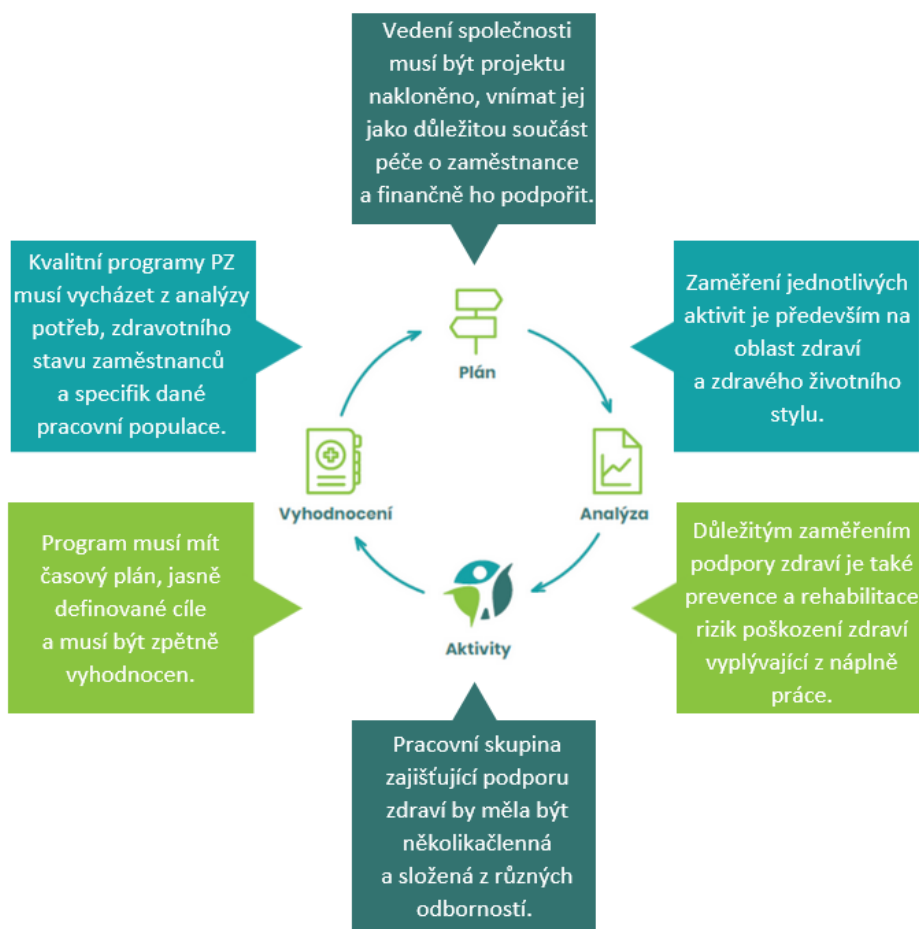 Vedení společnosti
musí být projektu
nakloněno, vnímat jej
jako důležitou součást
péče o zaměstnance
a finančně ho podpořit.
Kvalitní programy PZ
musí vycházet z analýzy
potřeb, zdravotního
stavu zaměstnanců
a specifik dané
pracovní populace.
Zaměření jednotlivých
aktivit je především na
oblast zdraví
a zdravého životního
stylu.
Plán
Vyhodnocení
Analýza
Aktivity
Program musí mít
časový plán, jasně
definované cíle
a musí být zpětně
vyhodnocen.
Důležitým zaměřením
podpory zdraví je také
prevence a rehabilitace
rizik poškození zdraví
vyplývající z náplně
práce.
Pracovní skupina
zajišťující podporu
zdraví by měla být
několikačlenná
a složená z různých
odborností.